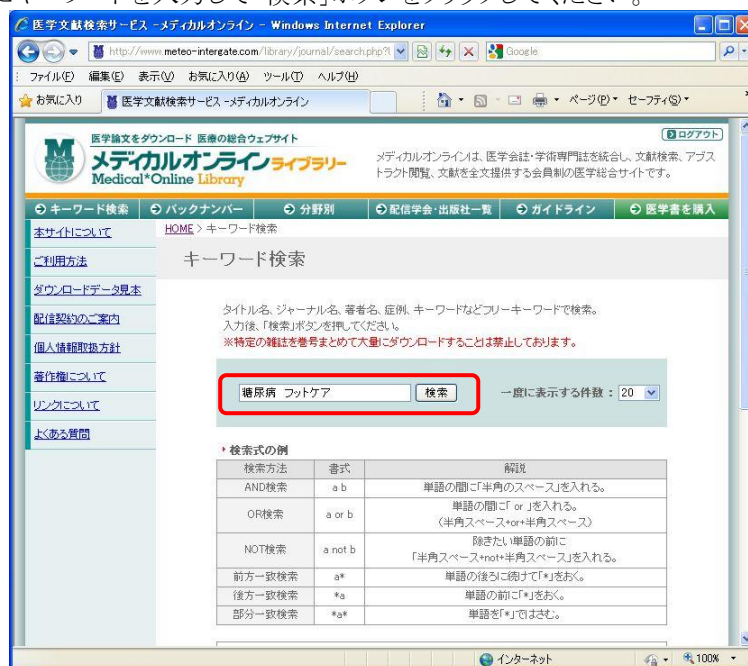 キーワードを入力して「検索」ボタンをクリックしてください。
医学文献検索サービス -メディカルオンライン - Windows Internet Explorer
http://www.meteo-intergate.com/library/journal/search.php?t
Google
ファイル(F) 編集(E) 表示(V) お気に入り(A) ツール(T) ヘルプ(H)
お気に入り 医学文献検索サービス -メディカルオンライン ページ(P) セーフティ(S)
ログアウト
医学論文をダウンロード 医療の総合ウェブサイト
メディカルオンラインライブラリー
Medical*Online Library
メディカルオンラインは、医学会誌・学術専門誌を統合し、文献検索、アブス
トラクト閲覧、文献を全文提供する会員制の医学総合サイトです。
キーワード検索 バックナンバー 分野別 配信学会・出版社一覧 ガイドライン 医学書を購入
本サイトについて
ご利用方法
ダウンロードデータ見本
配信契約のご案内
個人情報取扱方針
著作権について
リンクについて
よくある質問
HOME > キーワード検索
キーワード検索
タイトル名、ジャーナル名、著者名、症例、キーワードなどフリーキーワードで検索。
入力後、「検索」ボタンを押してください。
※特定の雑誌を巻号まとめて大量にダウンロードすることは禁止しております。
糖尿病 フットケア 検索 一度に表示する件数 : 20
検索式の例
検索方法 書式 解説
AND検索 a b 単語の間に「半角のスペース」を入れる。
OR検索 a or b 単語の間に「 or 」を入れる。
(半角スペース+or+半角スペース)
NOT検索 a not b 除きたい単語の前に
「半角スペース+not+半角スペース」を入れる。
前方一致検索 a* 単語の後ろに続けて「*」をおく。
後方一致検索 *a 単語の前に「*」をおく。
部分一致検索 *a* 単語を「*」ではさむ。
インターネット 100%